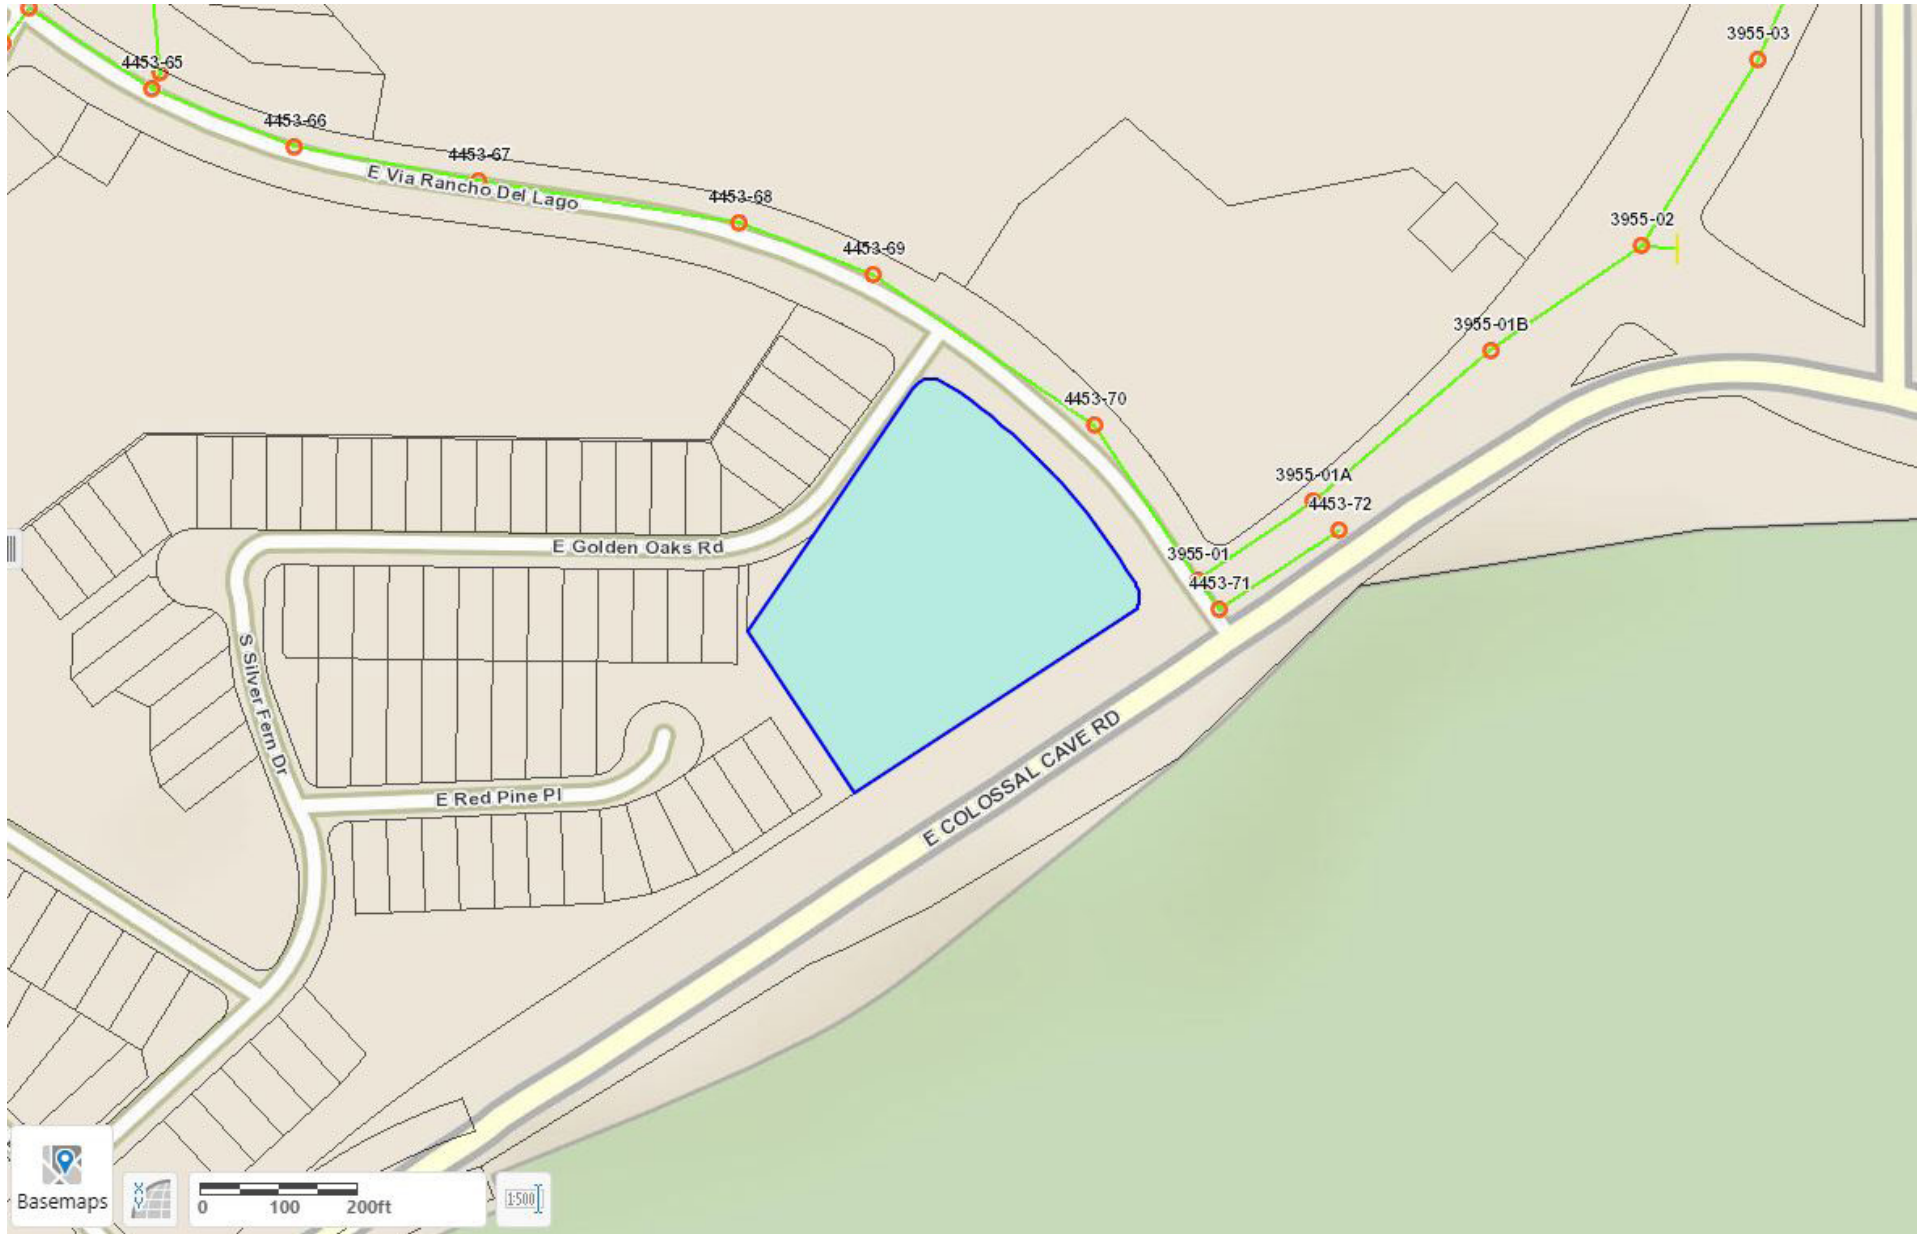 3955-03
4453-65
4453-66
4453-67
E Via Rancho Del Lago
4453-68
3955-02
4453-69
3955-01B
4453-70
3955-01A
4453-72
E Golden Oaks Rd
3955-01
4453-71
S Silver Fern Dr
E COLOSSAL CAVE RD
E Red Pine Pl
Basemaps
0 100 200ft
1:500